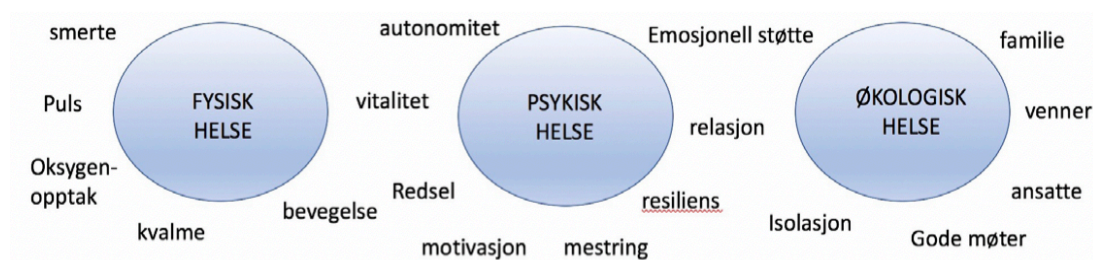 smerte
Puls
Oksygen-
opptak
kvalme
bevegelse
FYSISK
HELSE
autonomitet
vitalitet
Redsel
motivasjon
mestring
PSYKISK
HELSE
Emosjonell støtte
relasjon
resiliens
Isolasjon
ØKOLOGISK
HELSE
familie
venner
ansatte
Gode møter